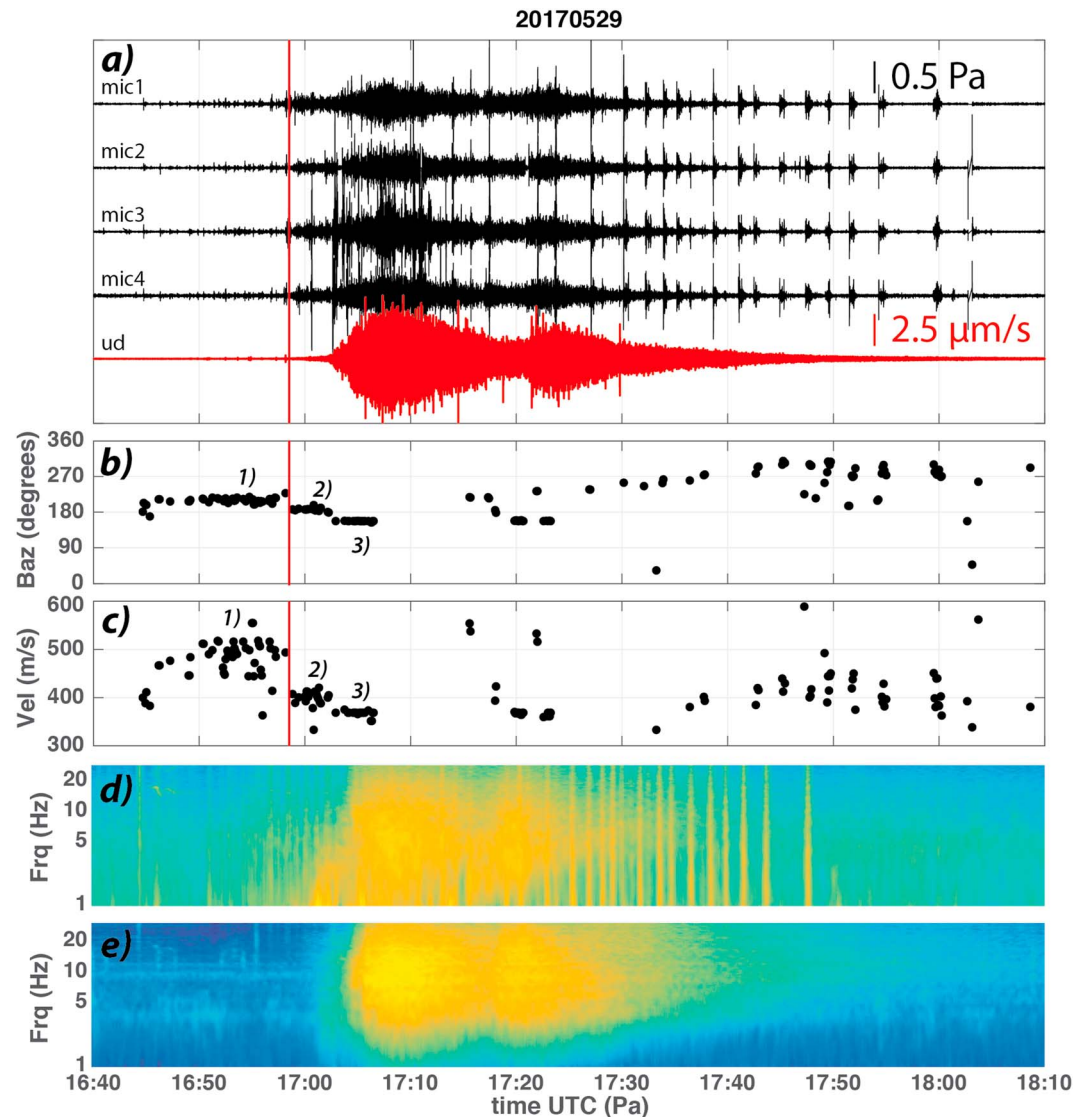 20170529
a)
0.5 Pa
mic1
mic2
mic3
mic4
2.5 µm/s
ud
b)
Baz (degrees)
360
270
180
90
0
1)
2)
3)
c)
Vel (m/s)
600
500
400
300
1)
2)
3)
d)
Frq (Hz)
20
10
5
1
e)
Frq (Hz)
20
10
5
1
16:40 16:50 17:00 17:10 17:20 17:30 17:40 17:50 18:00 18:10
time UTC (Pa)